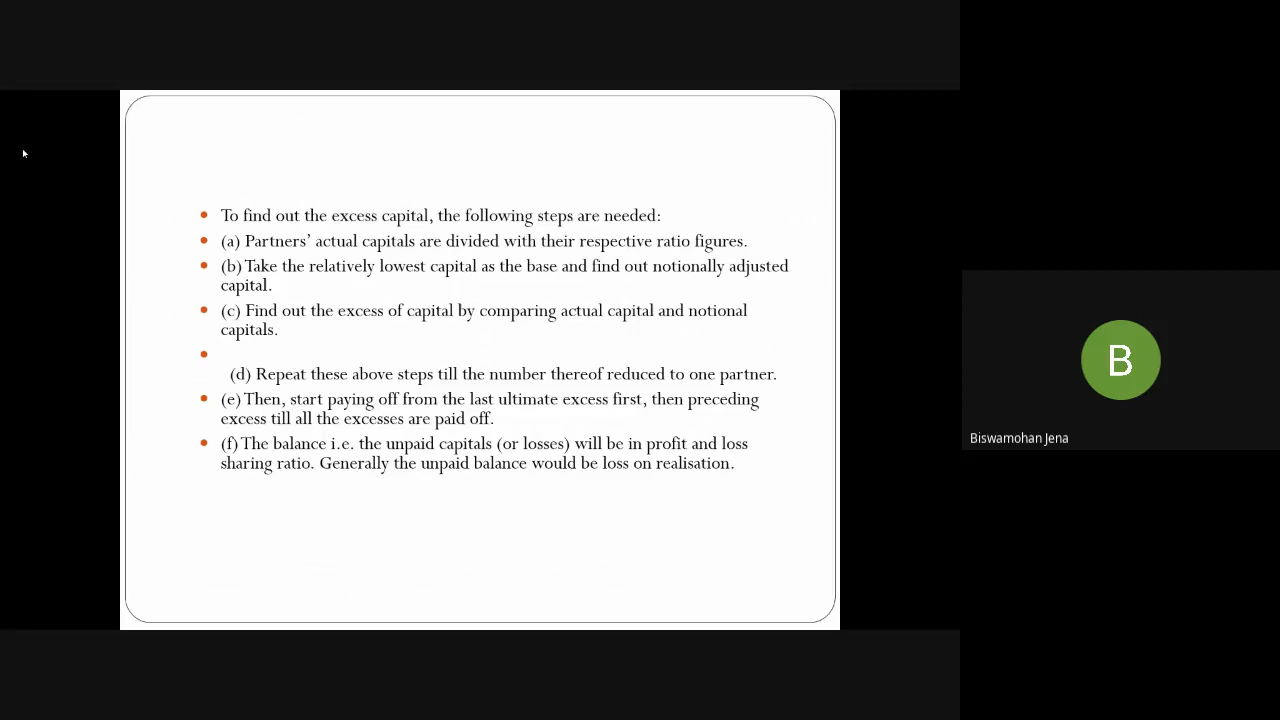 To find out the excess capital, the following steps are needed:
(a) Partners’ actual capitals are divided with their respective ratio figures.
(b) Take the relatively lowest capital as the base and find out notionally adjusted
capital.
(c) Find out the excess of capital by comparing actual capital and notional
capitals.
(d) Repeat these above steps till the number thereof reduced to one partner.
(e) Then, start paying off from the last ultimate excess first, then preceding
excess till all the excesses are paid off.
(f) The balance i.e. the unpaid capitals (or losses) will be in profit and loss
sharing ratio. Generally the unpaid balance would be loss on realisation.
B
Biswamohan Jena